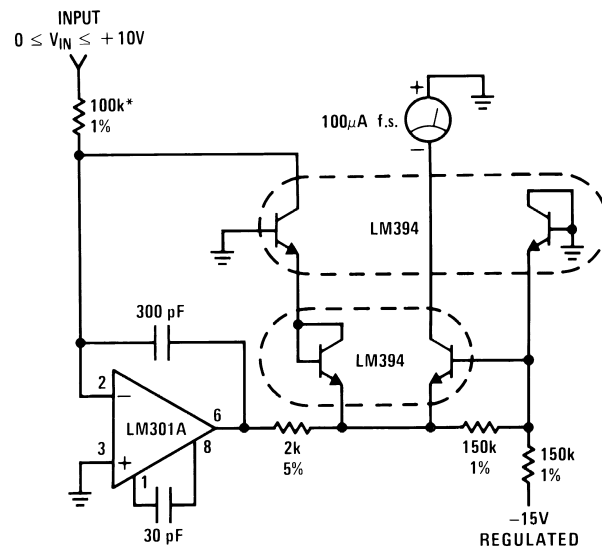 INPUT
0 ≤ VIN ≤ +10V
100k*
1%
+
100μA f.s.
−
LM394
300 pF
LM394
2
−
LM301A
6
3
+
8
1
2k
5%
150k
1%
150k
1%
30 pF
−15V
REGULATED